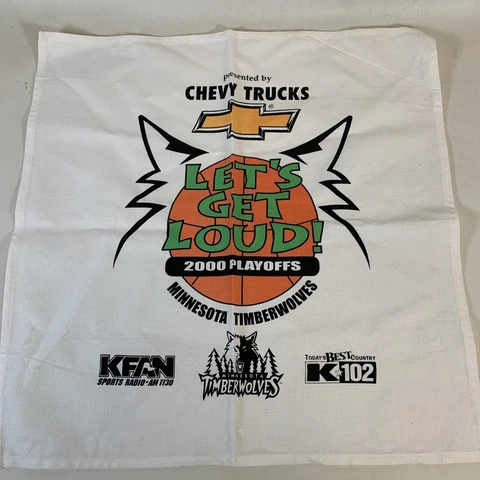 presented by
CHEVY TRUCKS
®
LET'S
GET
LOUD!
2000 PLAYOFFS
MINNESOTA TIMBERWOLVES
KFAN
SPORTS RADIO • AM 1130
MINNESOTA
TIMBERWOLVES
TODAY'S BEST COUNTRY
K 102